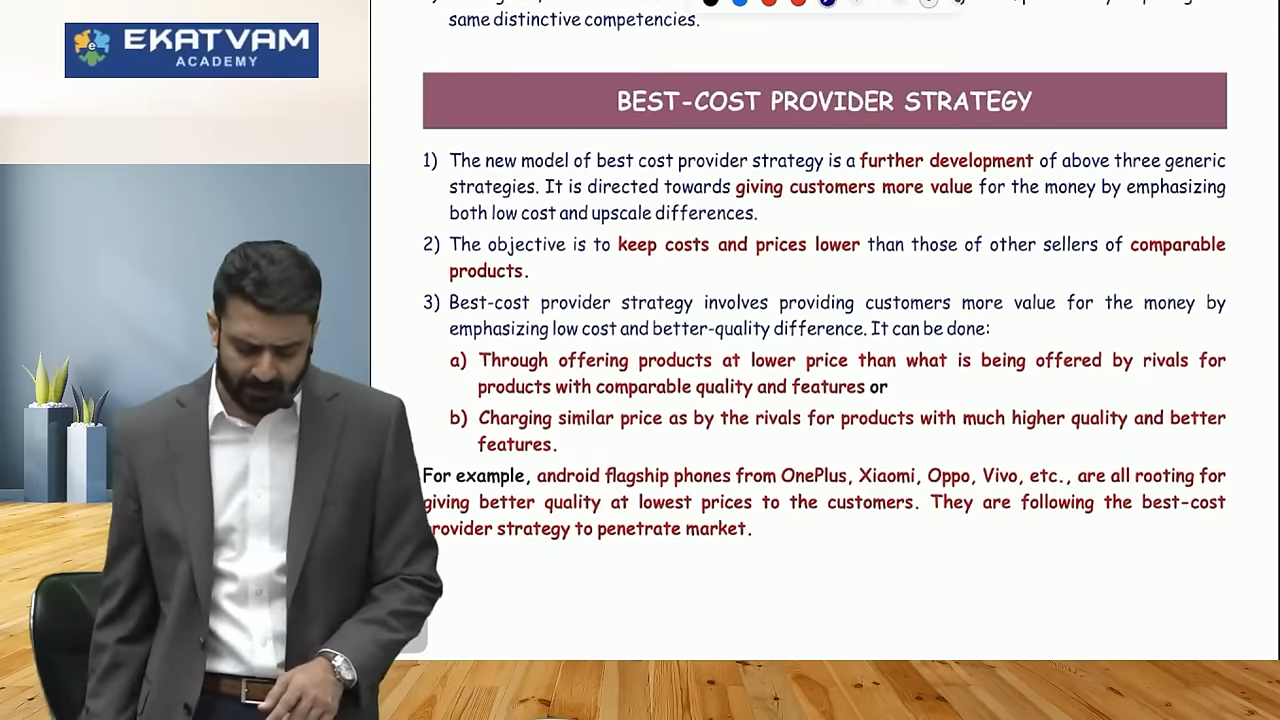 EKATVAM
ACADEMY
same distinctive competencies.
BEST-COST PROVIDER STRATEGY
1) The new model of best cost provider strategy is a further development of above three generic
strategies. It is directed towards giving customers more value for the money by emphasizing
both low cost and upscale differences.
2) The objective is to keep costs and prices lower than those of other sellers of comparable
products.
3) Best-cost provider strategy involves providing customers more value for the money by
emphasizing low cost and better-quality difference. It can be done:
a) Through offering products at lower price than what is being offered by rivals for
products with comparable quality and features or
b) Charging similar price as by the rivals for products with much higher quality and better
features.
For example, android flagship phones from OnePlus, Xiaomi, Oppo, Vivo, etc., are all rooting for
giving better quality at lowest prices to the customers. They are following the best-cost
provider strategy to penetrate market.